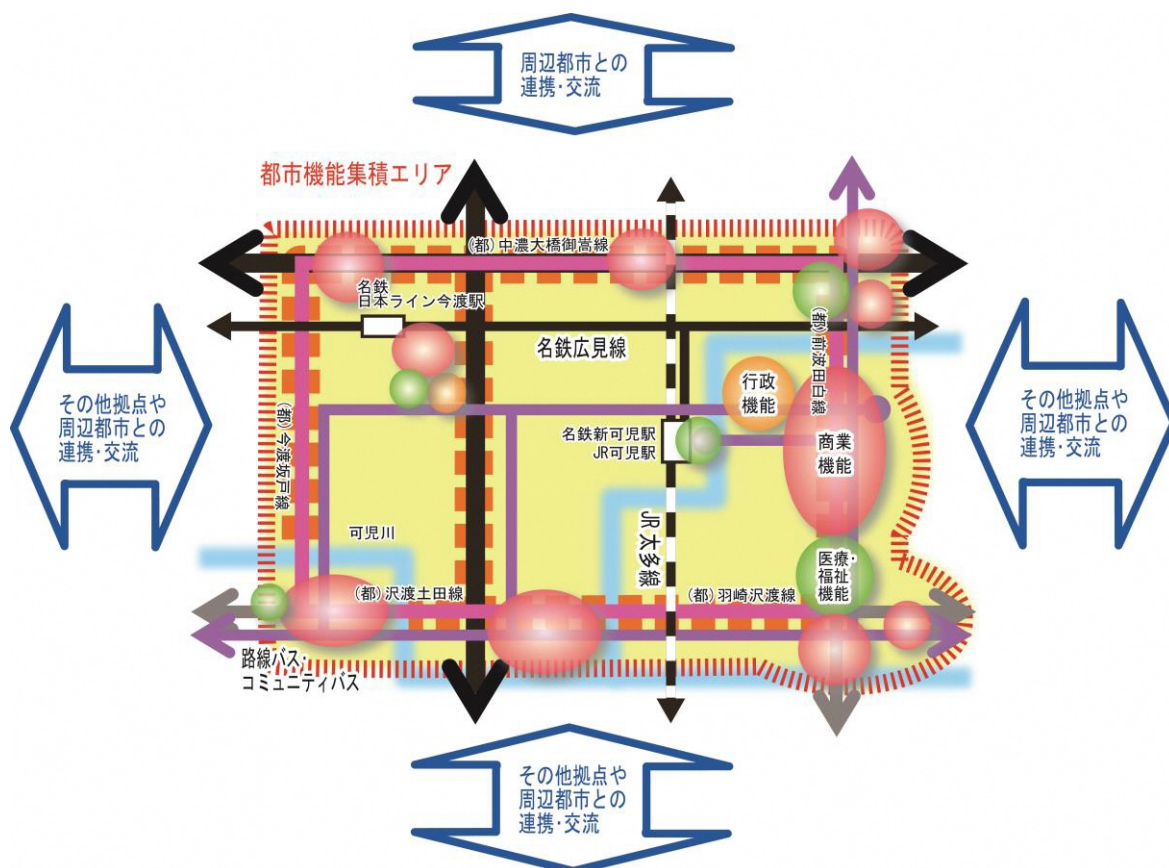 周辺都市との
連携・交流
都市機能集積エリア
(都)中濃大橋御嵩線
名鉄
日本ライン今渡駅
名鉄広見線
(都)前波田白線
行政
機能
その他拠点や
周辺都市との
連携・交流
(都)今渡坂戸線
名鉄新可児駅
JR可児駅
商業
機能
その他拠点や
周辺都市との
連携・交流
可児川
JR太多線
医療・
福祉
機能
(都)沢渡土田線
(都)羽崎沢渡線
路線バス・
コミュニティバス
その他拠点や
周辺都市との
連携・交流